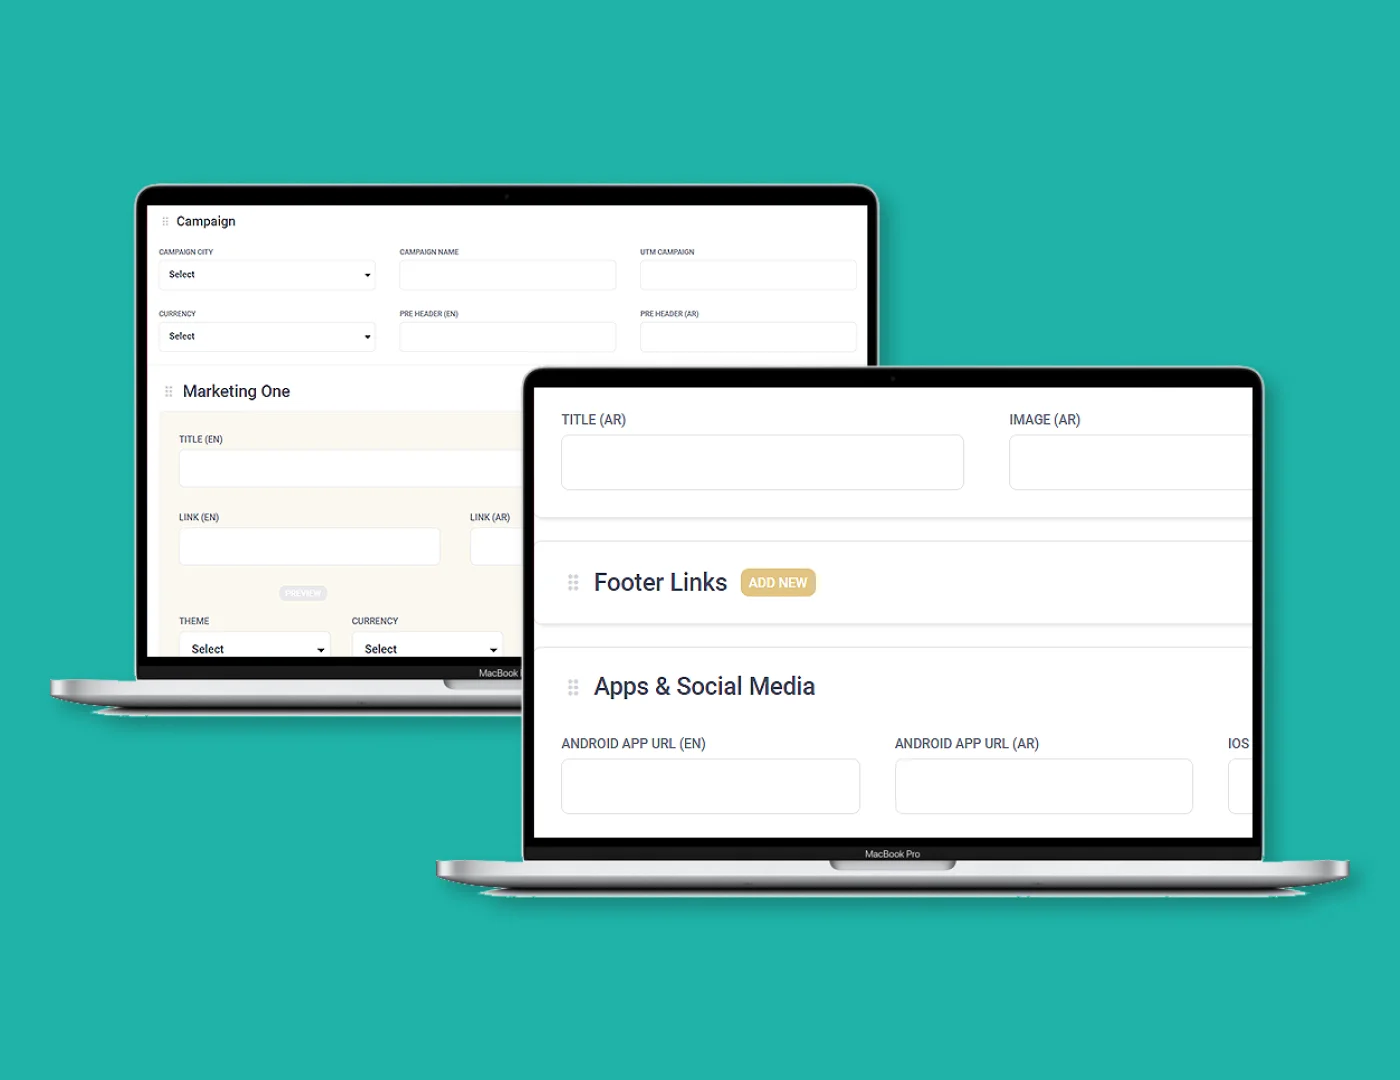 Campaign
CAMPAIGN CITY CAMPAIGN NAME UTM CAMPAIGN
Select
CURRENCY PRE HEADER (EN) PRE HEADER (AR)
Select
Marketing One
TITLE (EN)
LINK (EN) LINK (AR)
PREVIEW
THEME CURRENCY
Select Select
MacBook
TITLE (AR) IMAGE (AR)
Footer Links ADD NEW
Apps & Social Media
ANDROID APP URL (EN) ANDROID APP URL (AR) IOS
MacBook Pro